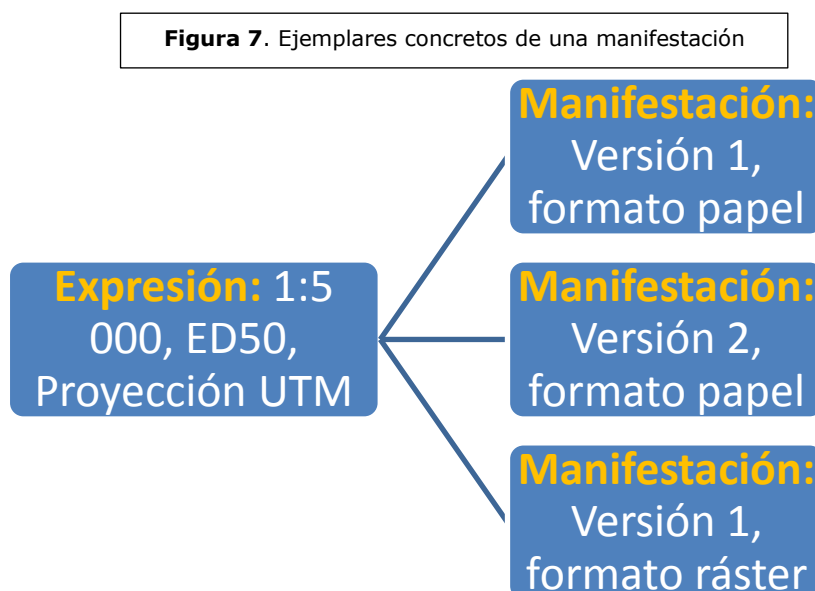 Figura 7. Ejemplares concretos de una manifestación
Manifestación:
Versión 1,
formato papel
Expresión: 1:5
000, ED50,
Proyección UTM
Manifestación:
Versión 2,
formato papel
Manifestación:
Versión 1,
formato ráster